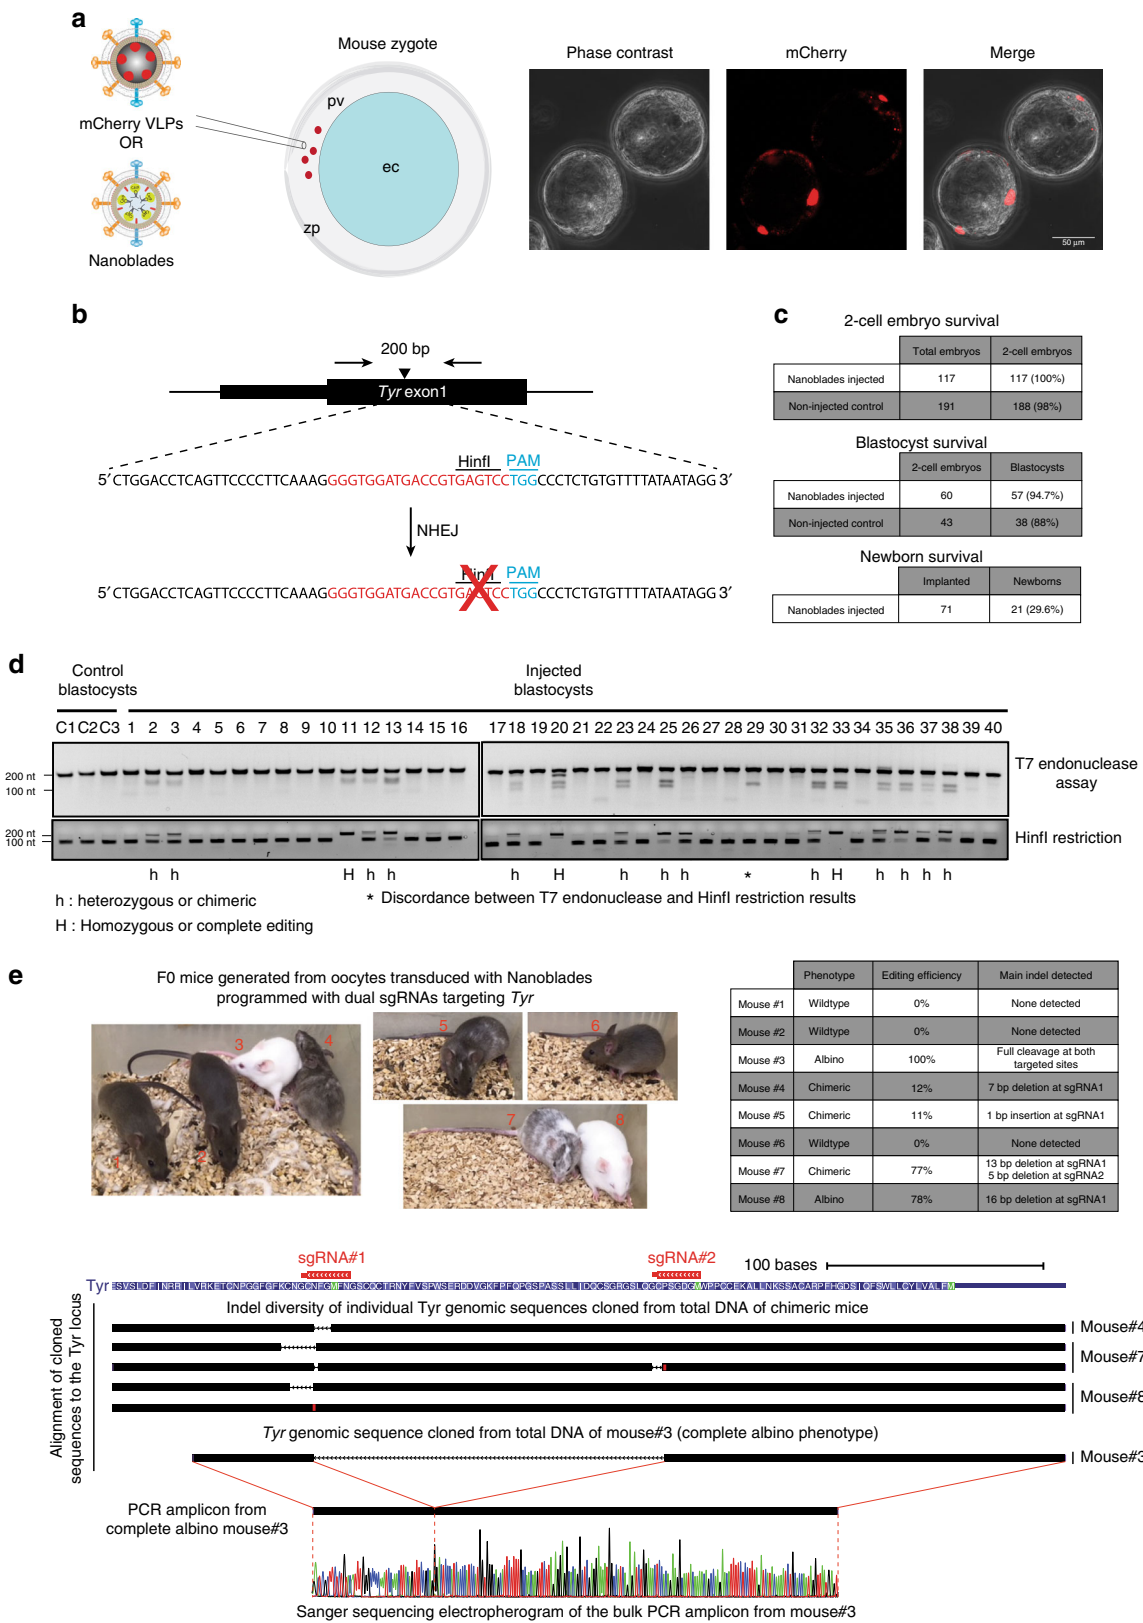 a
mCherry VLPs
OR
Nanoblades
Mouse zygote
pv
ec
zp
Phase contrast
mCherry
Merge
50 μm
b
200 bp
Tyr exon1
HinfI
PAM
5′ CTGGACCTCAGTTCCCCTTCAAAGGGGTGGATGACCGTGAGTCCTGGCCCTCTGTGTTTTATAATAGG 3′
NHEJ
HinfI
PAM
5′ CTGGACCTCAGTTCCCCTTCAAAGGGGTGGATGACCGTGAGTCCTGGCCCTCTGTGTTTTATAATAGG 3′
c
2-cell embryo survival
Total embryos 2-cell embryos
Nanoblades injected 117 117 (100%)
Non-injected control 191 188 (98%)
Blastocyst survival
2-cell embryos Blastocysts
Nanoblades injected 60 57 (94.7%)
Non-injected control 43 38 (88%)
Newborn survival
Implanted Newborns
Nanoblades injected 71 21 (29.6%)
d
Control
blastocysts
Injected
blastocysts
C1 C2 C3 1 2 3 4 5 6 7 8 9 10 11 12 13 14 15 16 17 18 19 20 21 22 23 24 25 26 27 28 29 30 31 32 33 34 35 36 37 38 39 40
200 nt
100 nt
T7 endonuclease
assay
200 nt
100 nt
HinfI restriction
h h H h h h H h h h * h H h h h h
h : heterozygous or chimeric
* Discordance between T7 endonuclease and HinfI restriction results
H : Homozygous or complete editing
e
F0 mice generated from oocytes transduced with Nanoblades
programmed with dual sgRNAs targeting Tyr
1
2
3
4
5
6
7
8
Phenotype Editing efficiency Main indel detected
Mouse #1 Wildtype 0% None detected
Mouse #2 Wildtype 0% None detected
Mouse #3 Albino 100% Full cleavage at both targeted sites
Mouse #4 Chimeric 12% 7 bp deletion at sgRNA1
Mouse #5 Chimeric 11% 1 bp insertion at sgRNA1
Mouse #6 Wildtype 0% None detected
Mouse #7 Chimeric 77% 13 bp deletion at sgRNA1 5 bp deletion at sgRNA2
Mouse #8 Albino 78% 16 bp deletion at sgRNA1
sgRNA#1
sgRNA#2
100 bases
Tyr
Indel diversity of individual Tyr genomic sequences cloned from total DNA of chimeric mice
Alignment of cloned
sequences to the Tyr locus
Mouse#4
Mouse#7
Mouse#8
Tyr genomic sequence cloned from total DNA of mouse#3 (complete albino phenotype)
Mouse#3
PCR amplicon from
complete albino mouse#3
Sanger sequencing electropherogram of the bulk PCR amplicon from mouse#3